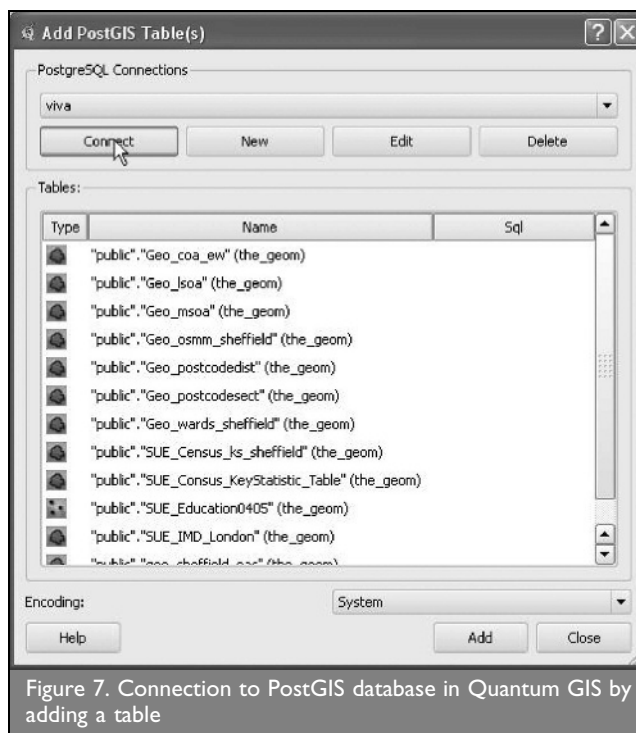 Add PostGIS Table(s)
PostgreSQL Connections
viva
Connect New Edit Delete
Tables:
Type Name Sql
"public"."Geo_coa_ew" (the_geom)
"public"."Geo_lsoa" (the_geom)
"public"."Geo_msoa" (the_geom)
"public"."Geo_osmm_sheffield" (the_geom)
"public"."Geo_postcodedist" (the_geom)
"public"."Geo_postcodesect" (the_geom)
"public"."Geo_wards_sheffield" (the_geom)
"public"."SUE_Census_ks_sheffield" (the_geom)
"public"."SUE_Consus_KeyStatistic_Table" (the_geom)
"public"."SUE_Education0405" (the_geom)
"public"."SUE_IMD_London" (the_geom)
"public"."geo_sheffield_oac" (the_geom)
Encoding: System
Help Add Close
Figure 7. Connection to PostGIS database in Quantum GIS by
adding a table